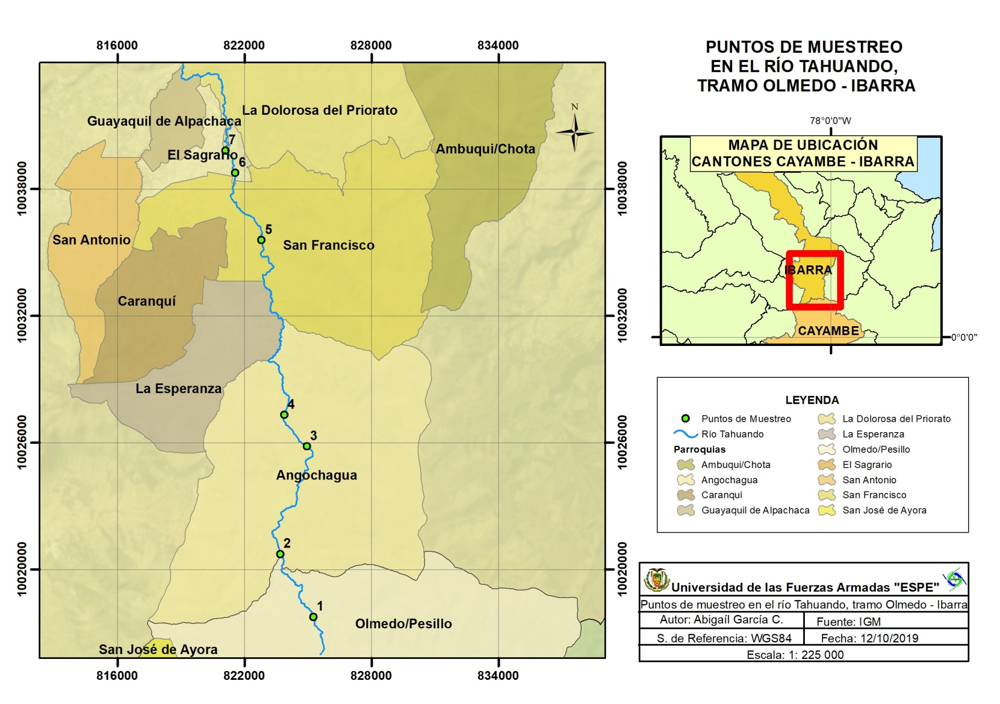 816000
822000
828000
834000
PUNTOS DE MUESTREO
EN EL RÍO TAHUANDO,
TRAMO OLMEDO - IBARRA
Guayaquil de Alpachaca
La Dolorosa del Priorato
N
7
El Sagrario
6
Ambuqui/Chota
10038000
10038000
5
San Antonio
San Francisco
Caranquí
10032000
10032000
La Esperanza
4
3
10026000
10026000
Angochagua
2
10020000
10020000
1
Olmedo/Pesillo
San José de Ayora
816000
822000
828000
834000
78°0'0"W
MAPA DE UBICACIÓN
CANTONES CAYAMBE - IBARRA
IBARRA
CAYAMBE
0°0'0"
LEYENDA
Puntos de Muestreo
Río Tahuando
Parroquias
Ambuqui/Chota
Angochagua
Caranquí
Guayaquil de Alpachaca
La Dolorosa del Priorato
La Esperanza
Olmedo/Pesillo
El Sagrario
San Antonio
San Francisco
San José de Ayora
Universidad de las Fuerzas Armadas "ESPE"
Puntos de muestreo en el río Tahuando, tramo Olmedo - Ibarra
Autor: Abigaíl García C.
Fuente: IGM
S. de Referencia: WGS84
Fecha: 12/10/2019
Escala: 1: 225 000